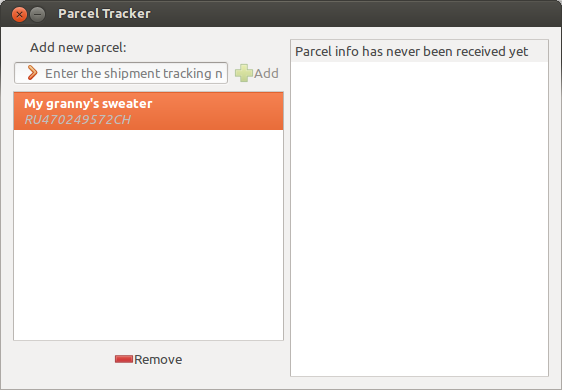 Parcel Tracker
Add new parcel:
Enter the shipment tracking n
Add
My granny's sweater
RU470249572CH
Remove
Parcel info has never been received yet